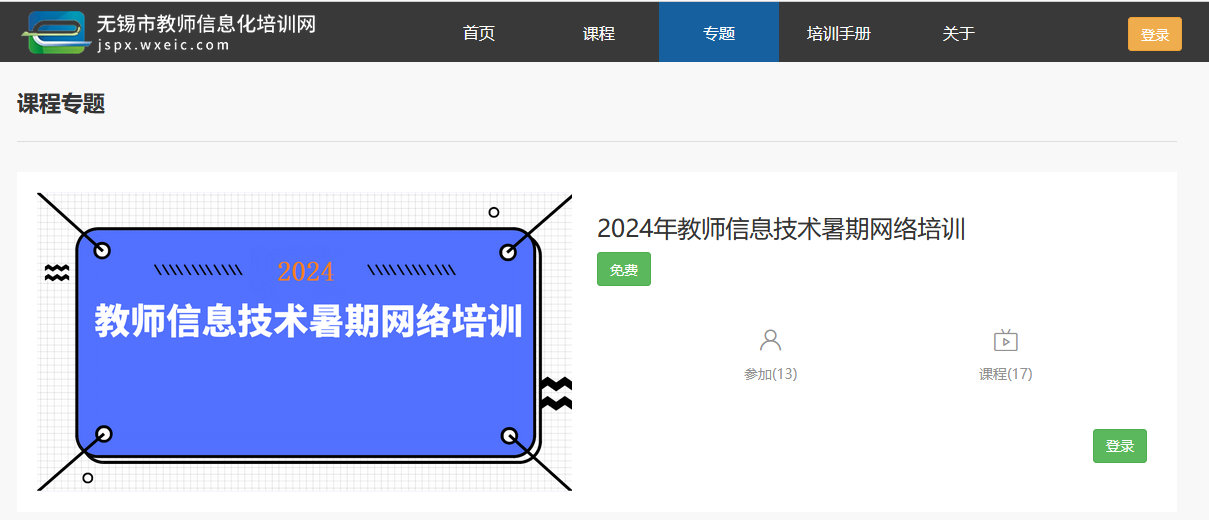 无锡市教师信息化培训网
jspx.wxeic.com
首页 课程 专题 培训手册 关于 登录
课程专题
2024
教师信息技术暑期网络培训
2024年教师信息技术暑期网络培训
免费
参加(13) 课程(17)
登录